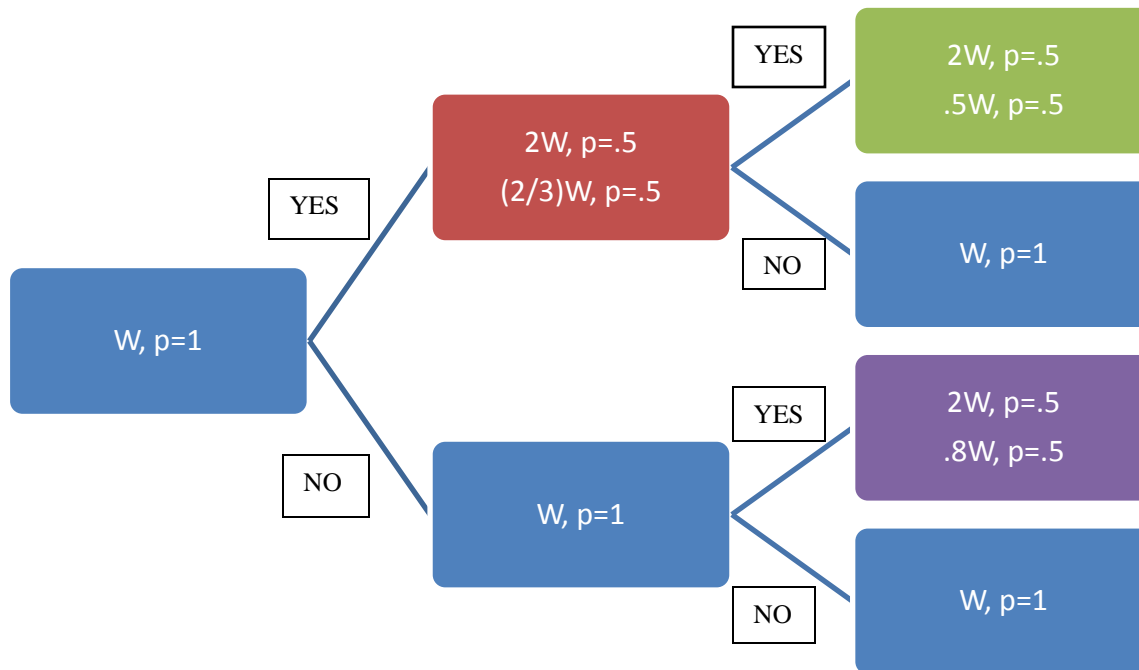 W, p=1
YES
NO
2W, p=.5
(2/3)W, p=.5
W, p=1
YES
NO
YES
NO
2W, p=.5
.5W, p=.5
W, p=1
2W, p=.5
.8W, p=.5
W, p=1